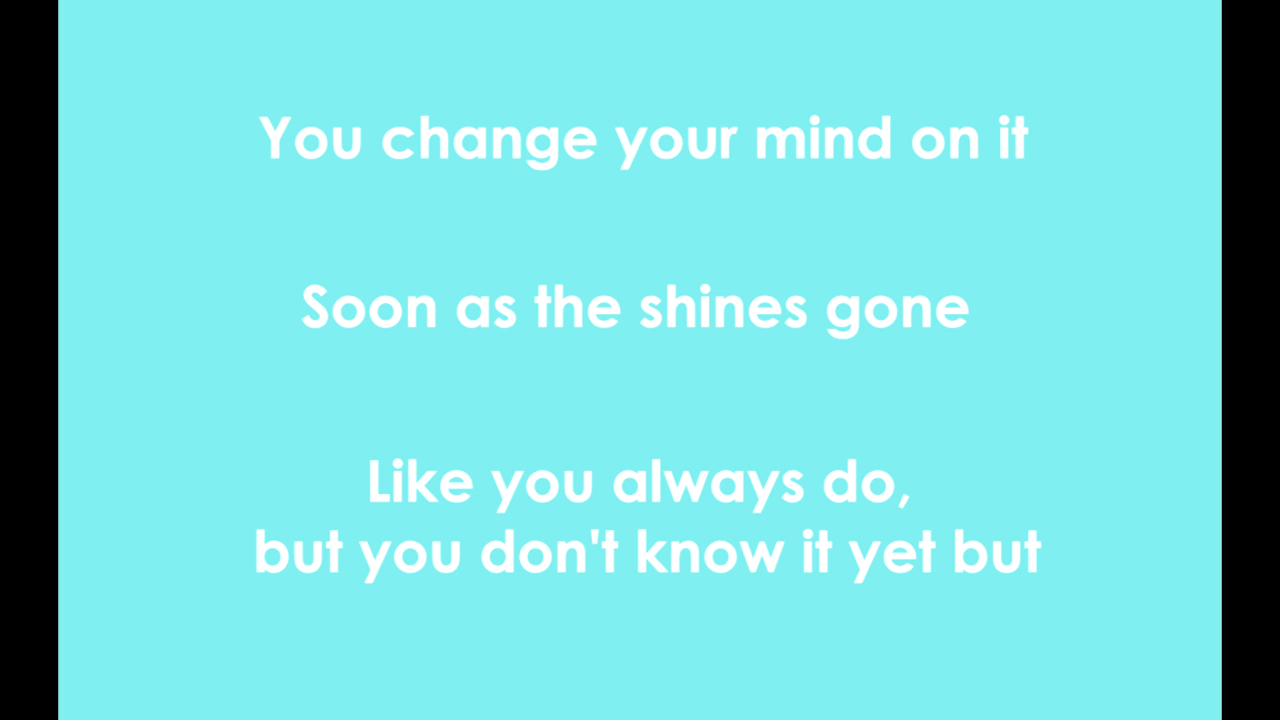 You change your mind on it
Soon as the shines gone
Like you always do,
but you don't know it yet but